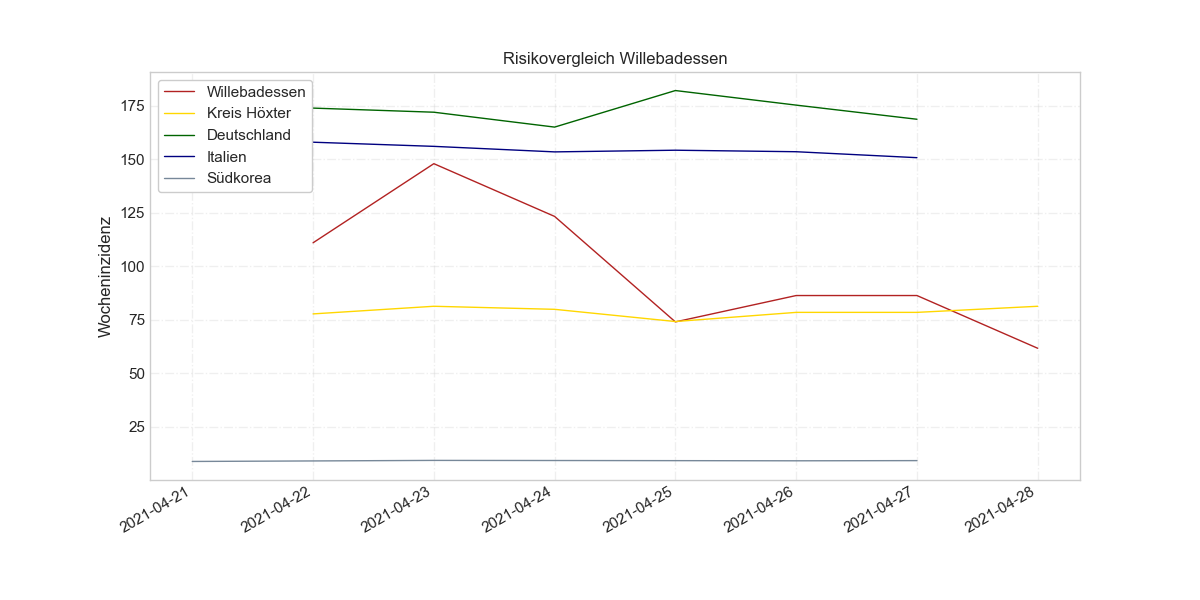 Risikovergleich Willebadessen
Willebadessen
Kreis Höxter
Deutschland
Italien
Südkorea
Wocheninzidenz
175
150
125
100
75
50
25
2021-04-21
2021-04-22
2021-04-23
2021-04-24
2021-04-25
2021-04-26
2021-04-27
2021-04-28